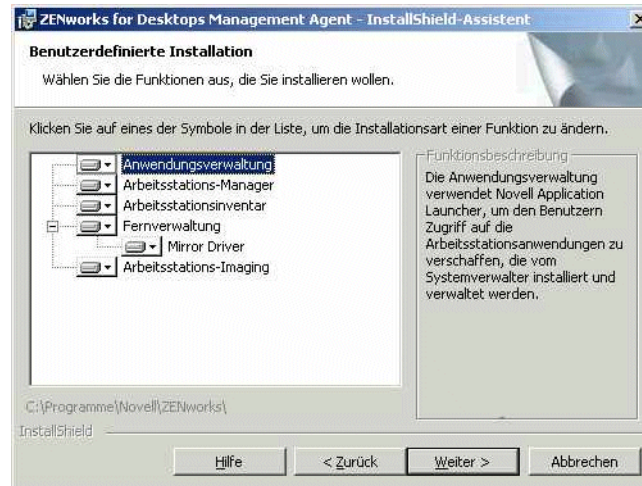 ZENworks for Desktops Management Agent - InstallShield-Assistent
Benutzerdefinierte Installation
Wählen Sie die Funktionen aus, die Sie installieren wollen.
Klicken Sie auf eines der Symbole in der Liste, um die Installationsart einer Funktion zu ändern.
Anwendungsverwaltung
Arbeitsstations-Manager
Arbeitsstationsinventar
Fernverwaltung
Mirror Driver
Arbeitsstations-Imaging
Funktionsbeschreibung
Die Anwendungsverwaltung
verwendet Novell Application
Launcher, um den Benutzern
Zugriff auf die
Arbeitsstationsanwendungen zu
verschaffen, die vom
Systemverwalter installiert und
verwaltet werden.
C:\Programme\Novell\ZENworks\
InstallShield
Hilfe
< Zurück
Weiter >
Abbrechen